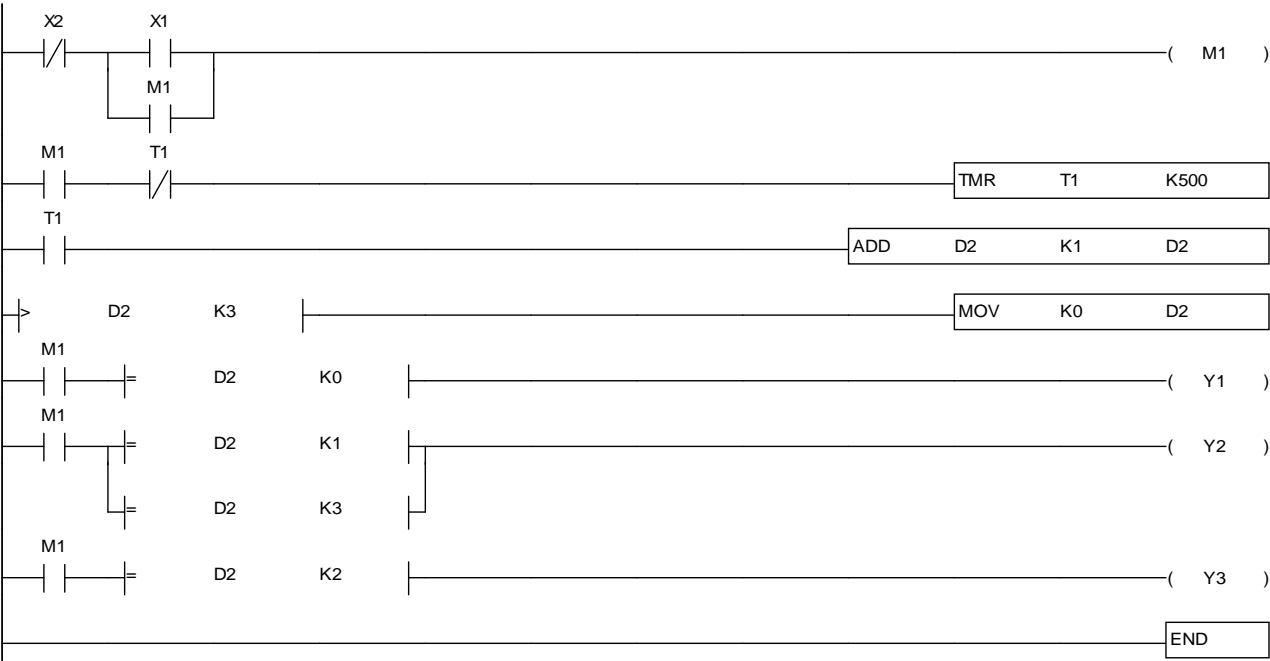 X2 X1
( M1 )
M1
M1 T1
TMR T1 K500
T1
ADD D2 K1 D2
> D2 K3 MOV K0 D2
M1
= D2 K0 ( Y1 )
M1
= D2 K1 ( Y2 )
= D2 K3
M1
= D2 K2 ( Y3 )
END